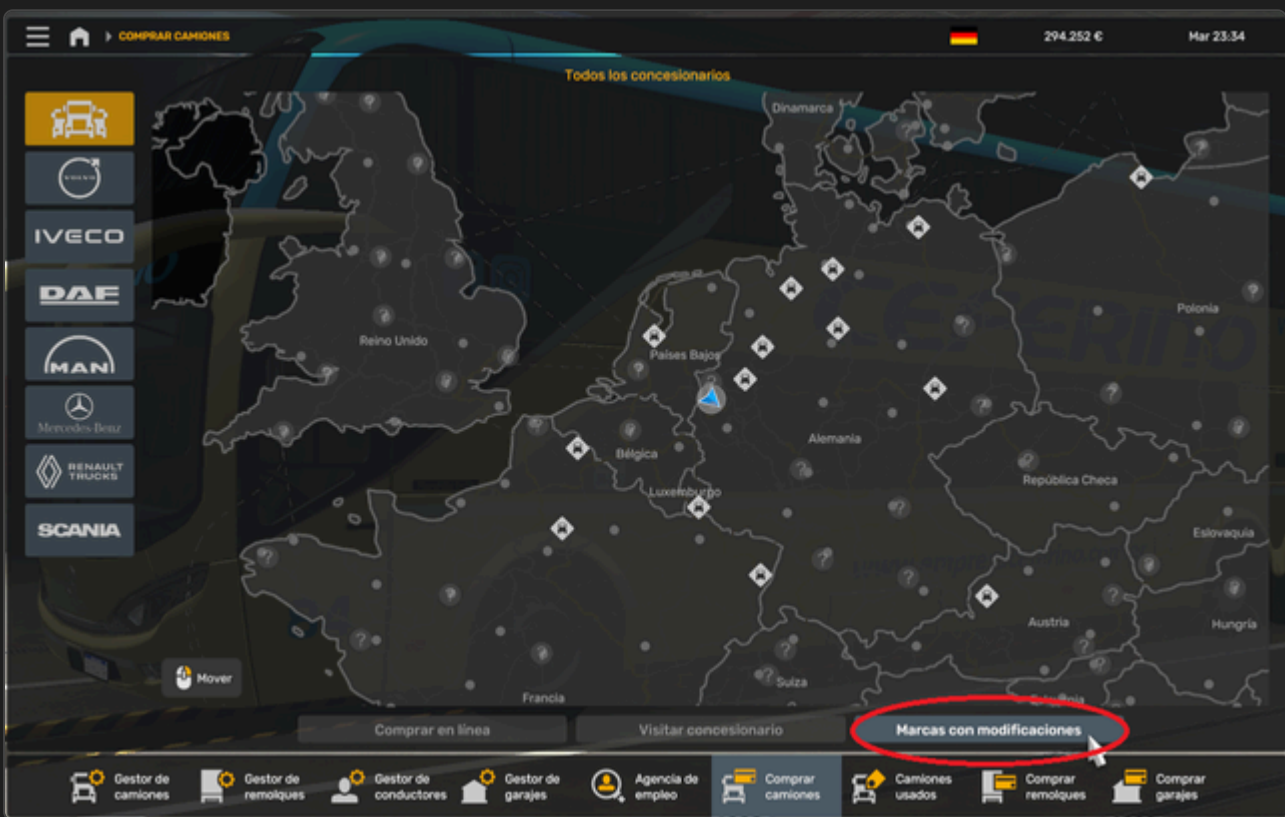 COMPRAR CAMIONES
294.252 €
Mar 23:34
Todos los concesionarios
VOLVO
IVECO
DAF
MAN
Mercedes-Benz
RENAULT
TRUCKS
SCANIA
Dinamarca
Polonia
Reino Unido
Países Bajos
Alemania
Bélgica
República Checa
Luxemburgo
Eslovaquia
Austria
Hungría
Suiza
Francia
CEFERINO
Mover
Comprar en línea
Visitar concesionario
Marcas con modificaciones
Gestor de
camiones
Gestor de
remolques
Gestor de
conductores
Gestor de
garajes
Agencia de
empleo
Comprar
camiones
Camiones
usados
Comprar
remolques
Comprar
garajes